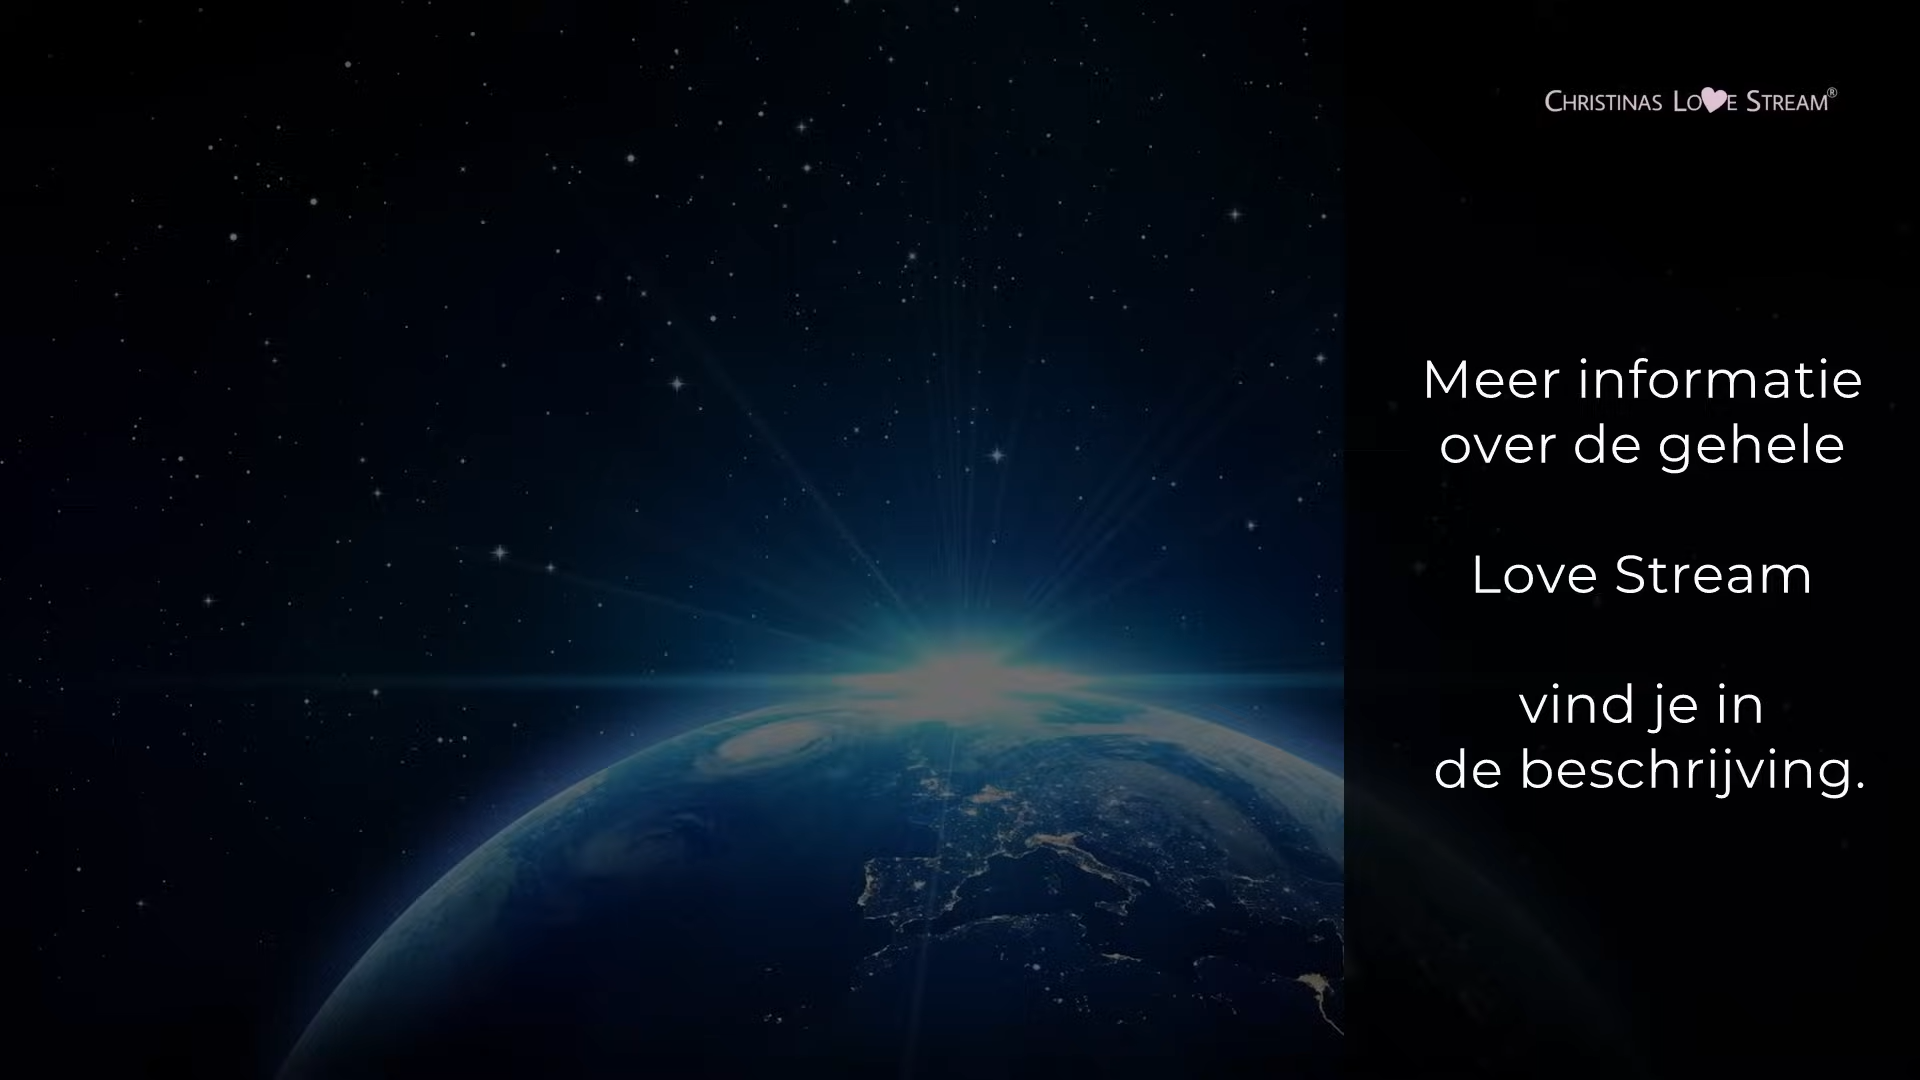 CHRISTINAS LOVE STREAM®
Meer informatie
over de gehele
Love Stream
vind je in
de beschrijving.